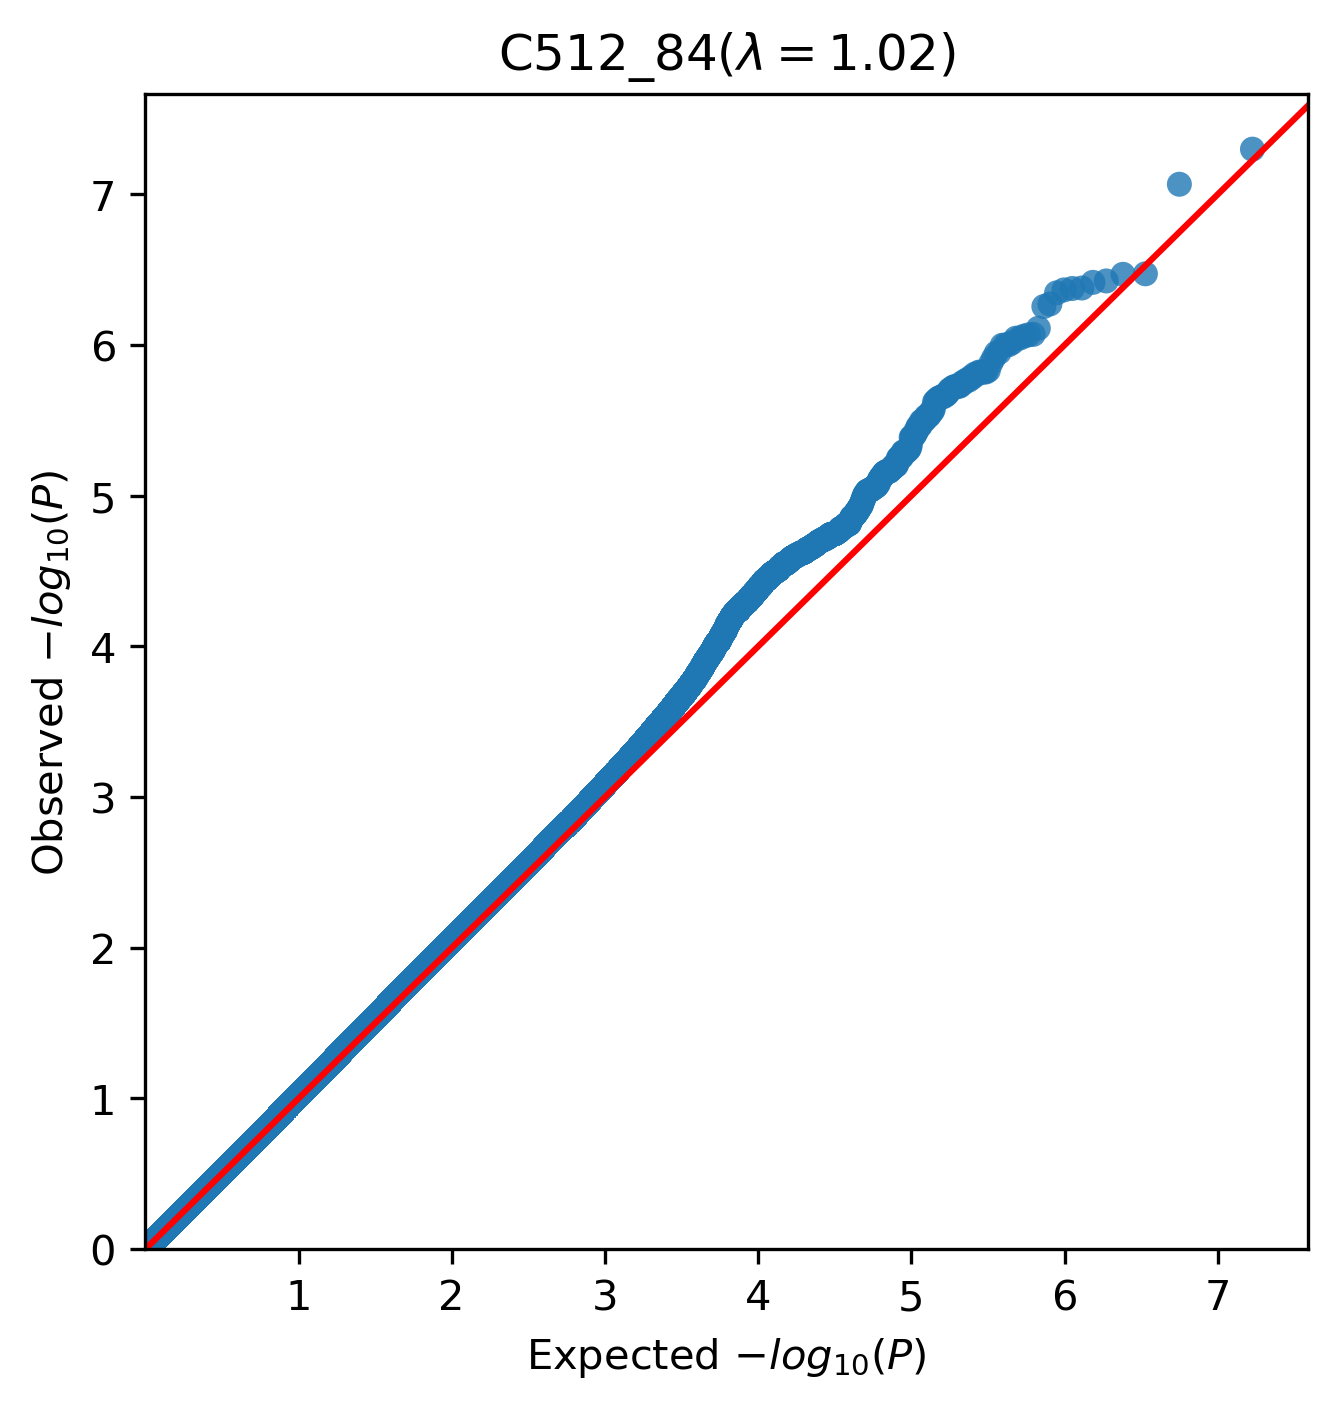 C512_84(λ = 1.02)
Observed −log₁₀(P)
7
6
5
4
3
2
1
0
1 2 3 4 5 6 7
Expected −log₁₀(P)